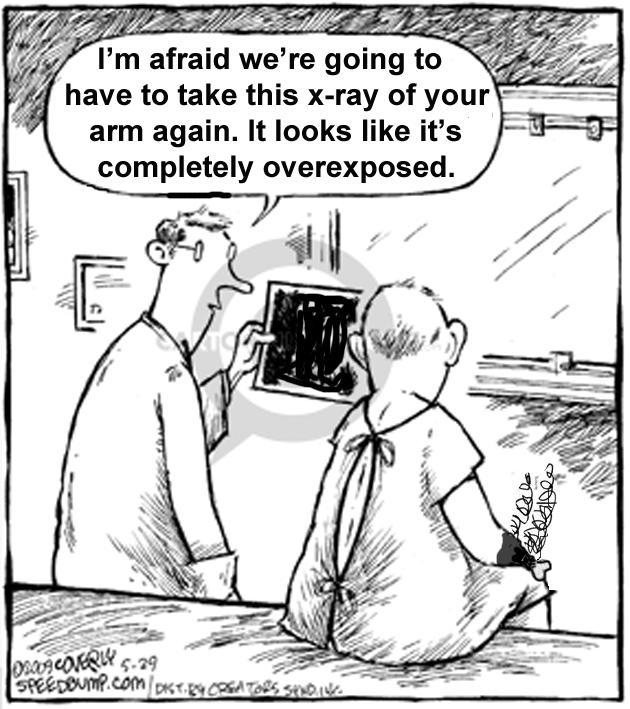 I'm afraid we're going to
have to take this x-ray of your
arm again. It looks like it's
completely overexposed.
©2009 COVERLY 5-29
SPEEDBUMP.COM/DIST. BY CREATORS SYND. INC.